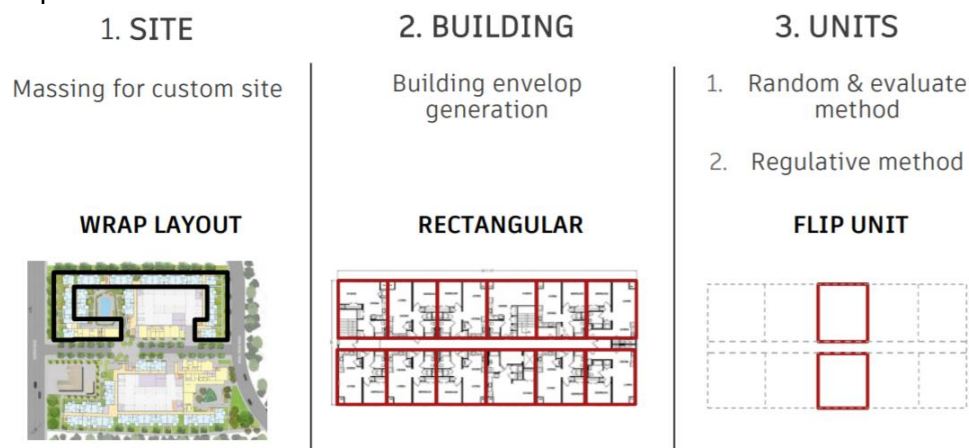 1. SITE
Massing for custom site
WRAP LAYOUT
2. BUILDING
Building envelop
generation
RECTANGULAR
3. UNITS
1. Random & evaluate
method
2. Regulative method
FLIP UNIT